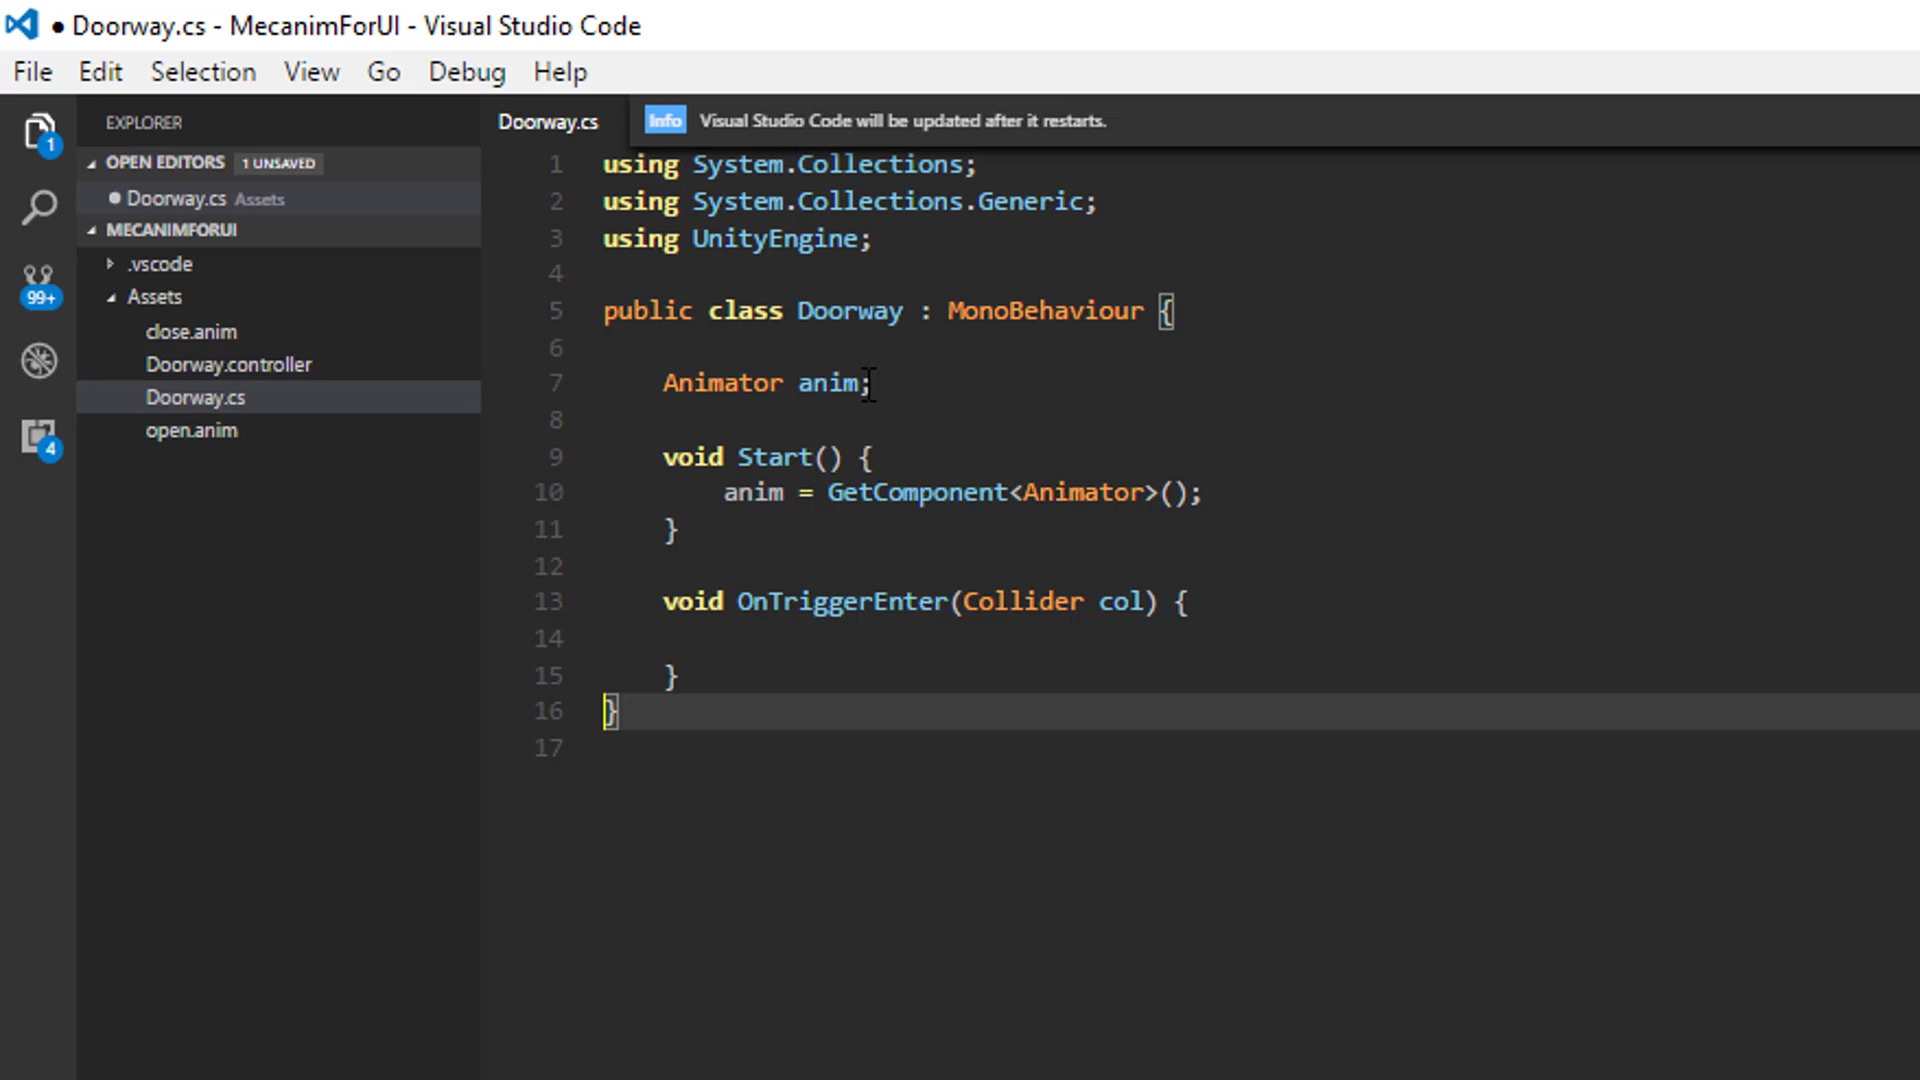 ● Doorway.cs - MecanimForUI - Visual Studio Code
File Edit Selection View Go Debug Help
EXPLORER
1
OPEN EDITORS 1 UNSAVED
Doorway.cs Assets
MECANIMFORUI
.vscode
99+
Assets
close.anim
Doorway.controller
Doorway.cs
open.anim
4
Doorway.cs
Info Visual Studio Code will be updated after it restarts.
1 using System.Collections;
2 using System.Collections.Generic;
3 using UnityEngine;
4
5 public class Doorway : MonoBehaviour {
6
7 Animator anim;
8
9 void Start() {
10 anim = GetComponent<Animator>();
11 }
12
13 void OnTriggerEnter(Collider col) {
14
15 }
16 }
17